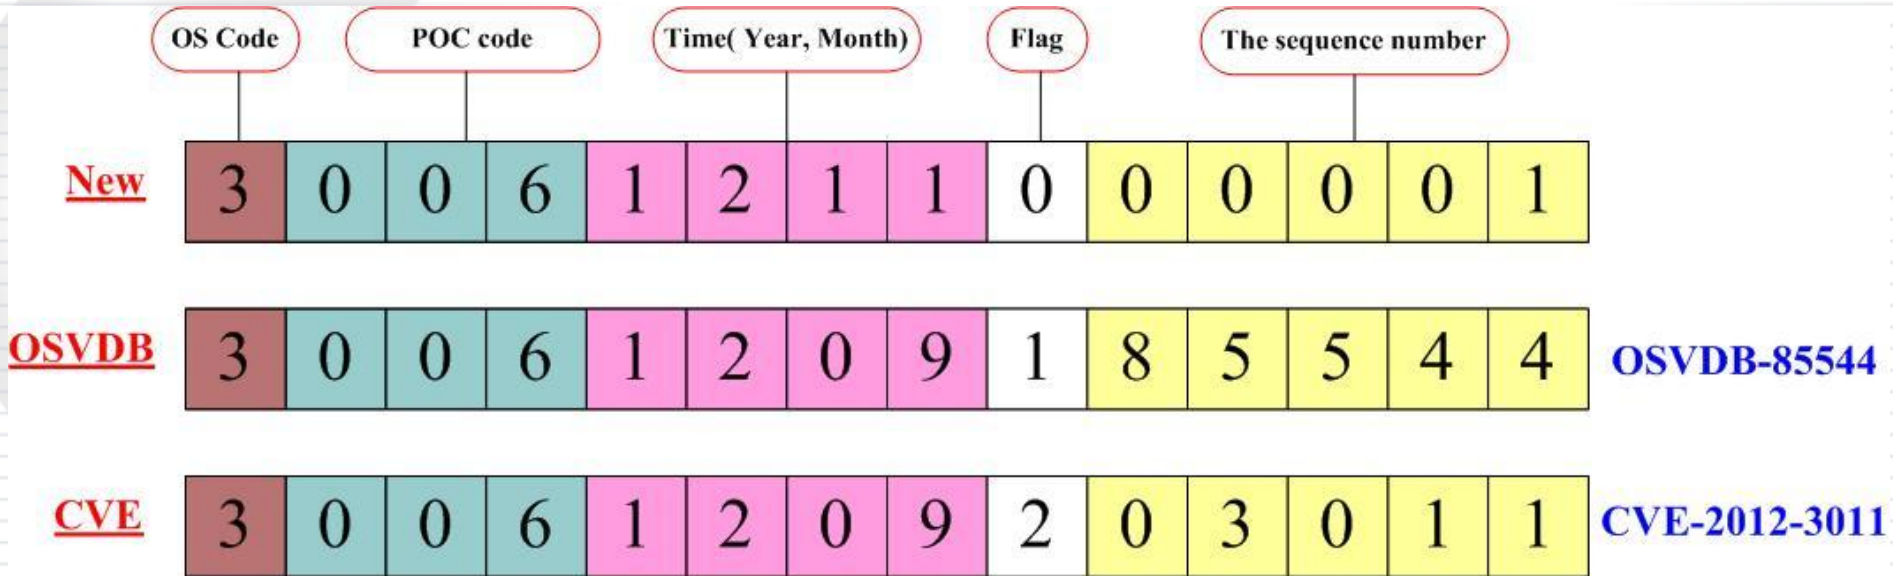 OS Code POC code Time( Year, Month) Flag The sequence number
New 3 0 0 6 1 2 1 1 0 0 0 0 0 1
OSVDB 3 0 0 6 1 2 0 9 1 8 5 5 4 4 OSVDB-85544
CVE 3 0 0 6 1 2 0 9 2 0 3 0 1 1 CVE-2012-3011